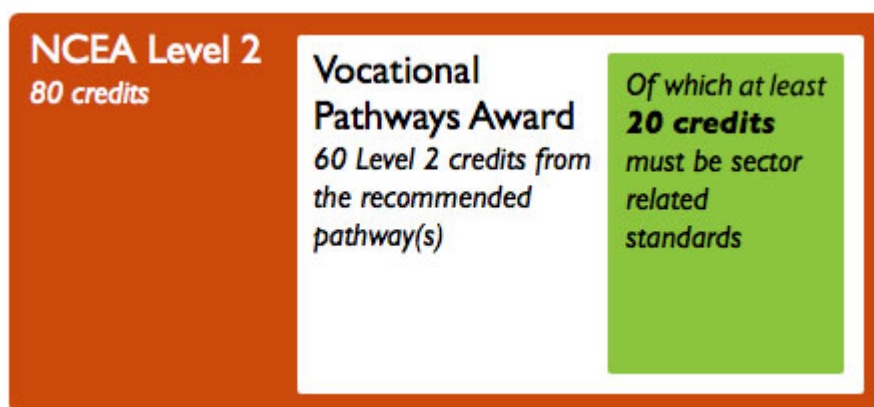 NCEA Level 2
80 credits
Vocational
Pathways Award
60 Level 2 credits from
the recommended
pathway(s)
Of which at least
20 credits
must be sector
related
standards